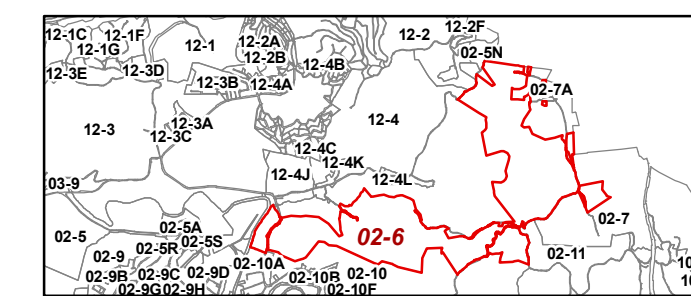 12-1C 12-1F 12-2A 12-2 12-2F
12-1G 12-1 12-2B 02-5N
12-3E 12-3D 12-3B 12-4A 12-4B 02-7A
12-3 12-3A 12-4
12-3C
12-4C
12-4K
03-9 12-4J 12-4L
02-5 02-5A 02-6 02-7
02-5R 02-5S
02-9 02-10A 02-11
02-9B 02-9C 02-9D 02-10B 02-10 10
02-9G 02-9H 02-10F 10